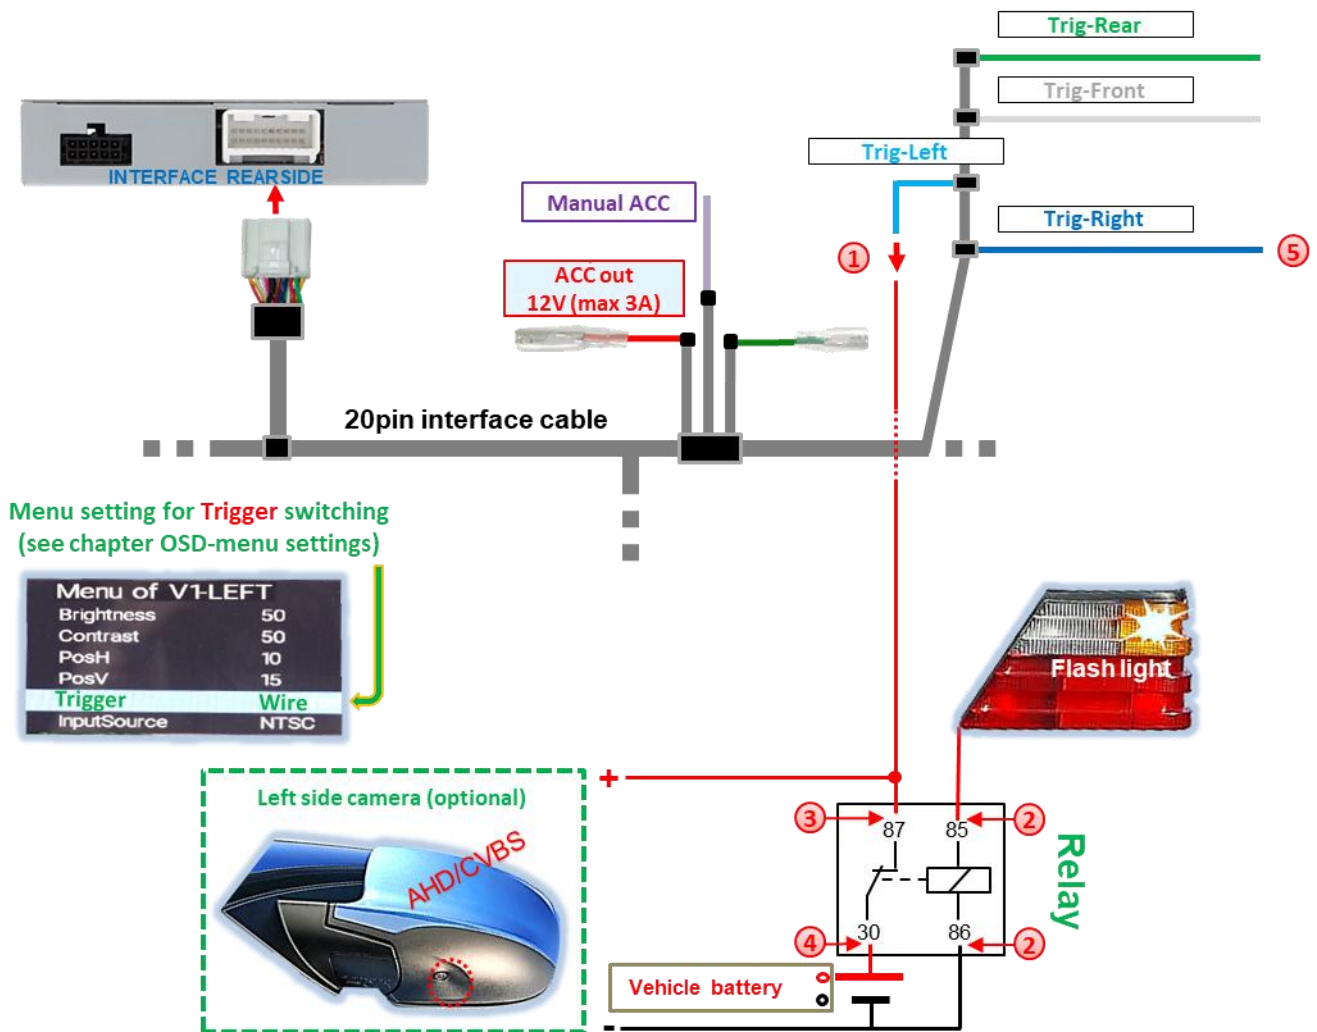 Trig-Rear
Trig-Front
Trig-Left
Trig-Right
5
INTERFACE REARSIDE
Manual ACC
ACC out
12V (max 3A)
1
20pin interface cable
Menu setting for Trigger switching
(see chapter OSD-menu settings)
Menu of V1-LEFT
Brightness 50
Contrast 50
PosH 10
PosV 15
Trigger Wire
InputSource NTSC
Flash light
+
Left side camera (optional)
AHD/CVBS
3
87
85
2
Relay
4
30
86
2
Vehicle battery
-